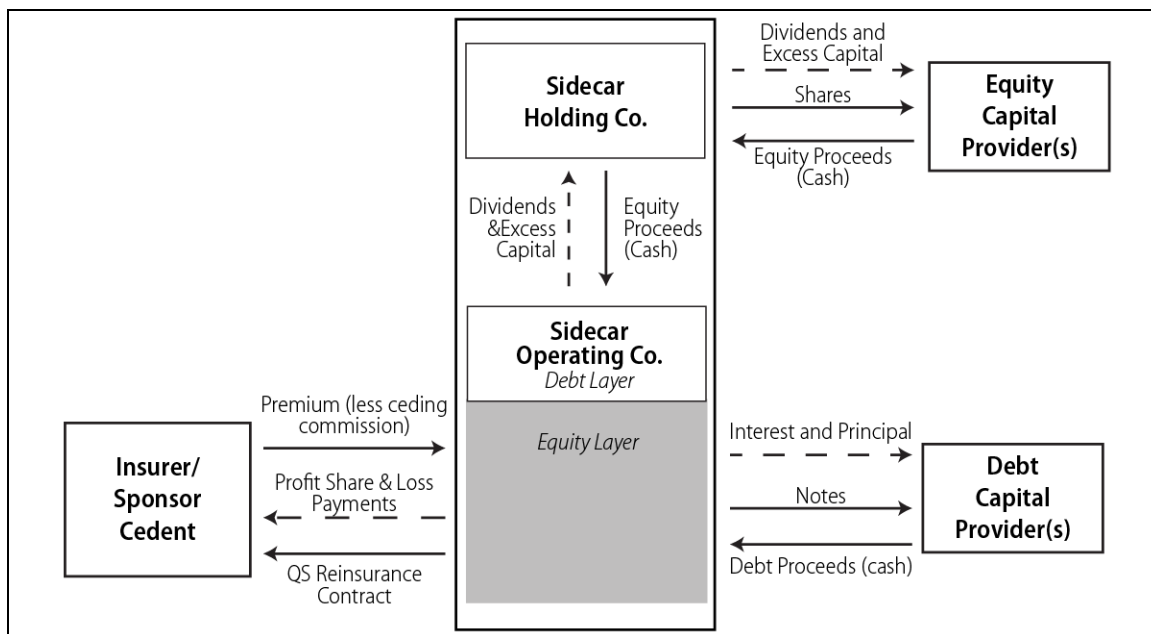 Sidecar
Holding Co.
Dividends and
Excess Capital
Shares
Equity Proceeds
(Cash)
Equity
Capital
Provider(s)
Dividends
&Excess
Capital
Equity
Proceeds
(Cash)
Sidecar
Operating Co.
Debt Layer
Equity Layer
Insurer/
Sponsor
Cedent
Premium (less ceding
commission)
Profit Share & Loss
Payments
QS Reinsurance
Contract
Interest and Principal
Notes
Debt Proceeds (cash)
Debt
Capital
Provider(s)